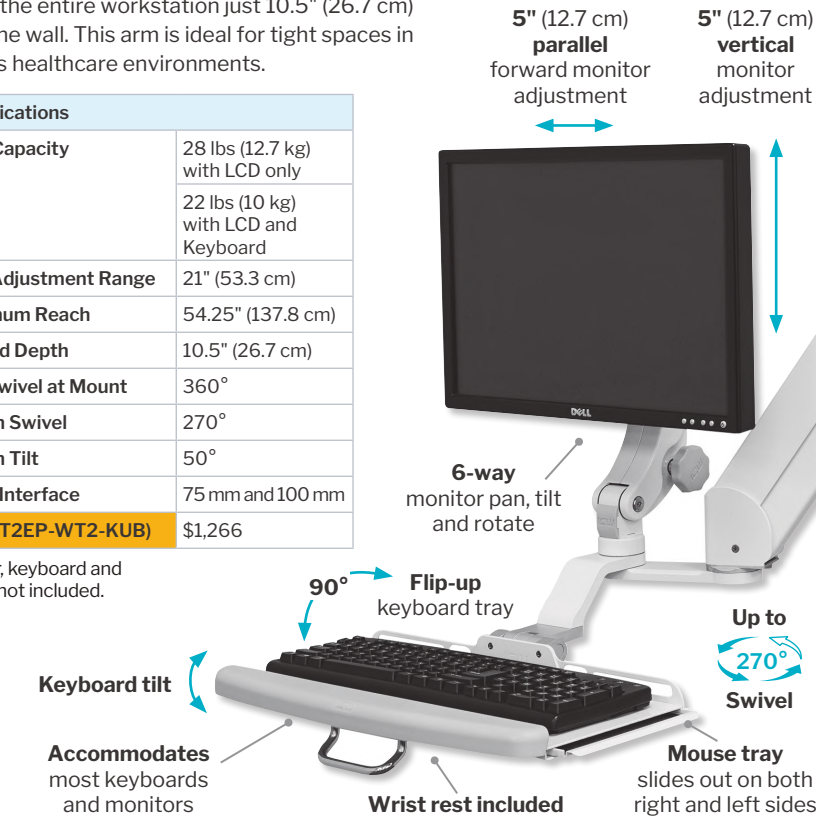 the entire workstation just 10.5" (26.7 cm)
ne wall. This arm is ideal for tight spaces in
s healthcare environments.
ications
Capacity
28 lbs (12.7 kg)
with LCD only
22 lbs (10 kg)
with LCD and
Keyboard
Adjustment Range 21" (53.3 cm)
num Reach 54.25" (137.8 cm)
d Depth 10.5" (26.7 cm)
wivel at Mount 360°
n Swivel 270°
n Tilt 50°
Interface 75 mm and 100 mm
T2EP-WT2-KUB) $1,266
, keyboard and
not included.
5" (12.7 cm)
parallel
forward monitor
adjustment
5" (12.7 cm)
vertical
monitor
adjustment
DELL
6-way
monitor pan, tilt
and rotate
90°
Flip-up
keyboard tray
Up to
270°
Swivel
Keyboard tilt
Accommodates
most keyboards
and monitors
Wrist rest included
Mouse tray
slides out on both
right and left sides